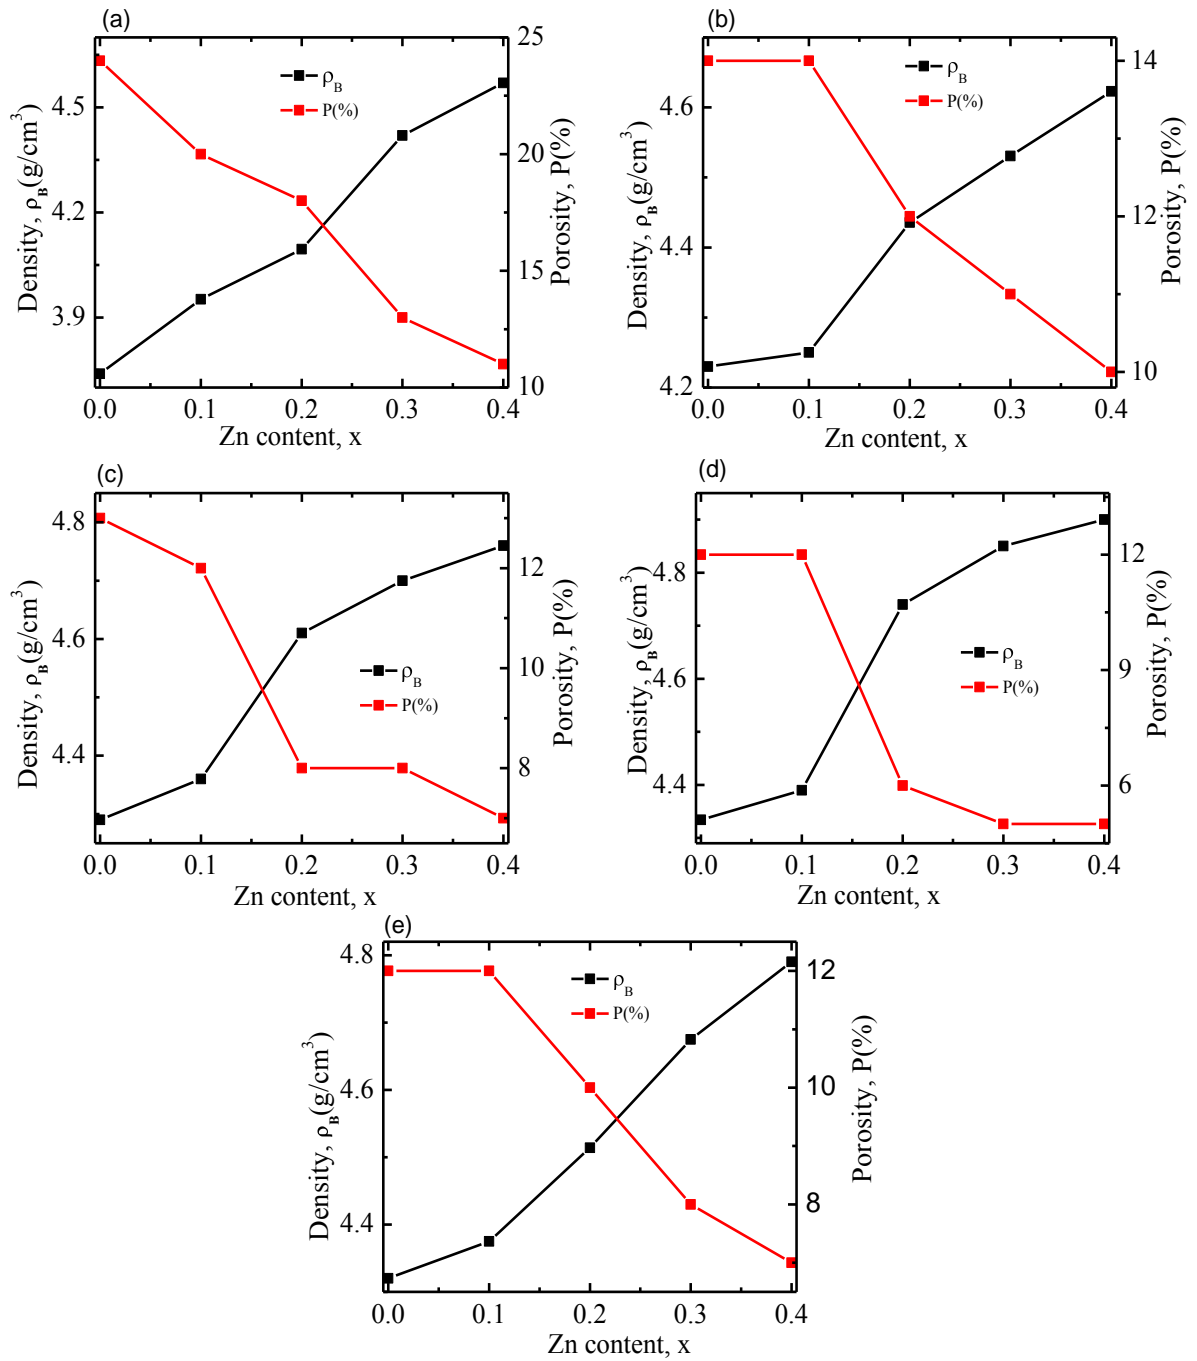 (a)
4.5
4.2
3.9
Density, ρB(g/cm3)
ρB
P(%)
25
20
15
10
Porosity, P(%)
0.0 0.1 0.2 0.3 0.4
Zn content, x
(b)
4.6
4.4
4.2
Density, ρB(g/cm3)
ρB
P(%)
14
12
10
Porosity, P(%)
0.0 0.1 0.2 0.3 0.4
Zn content, x
(c)
4.8
4.6
4.4
Density, ρB(g/cm3)
ρB
P(%)
12
10
8
Porosity, P(%)
0.0 0.1 0.2 0.3 0.4
Zn content, x
(d)
4.8
4.6
4.4
Density, ρB(g/cm3)
ρB
P(%)
12
9
6
Porosity, P(%)
0.0 0.1 0.2 0.3 0.4
Zn content, x
(e)
4.8
4.6
4.4
Density, ρB(g/cm3)
ρB
P(%)
12
10
8
Porosity, P(%)
0.0 0.1 0.2 0.3 0.4
Zn content, x